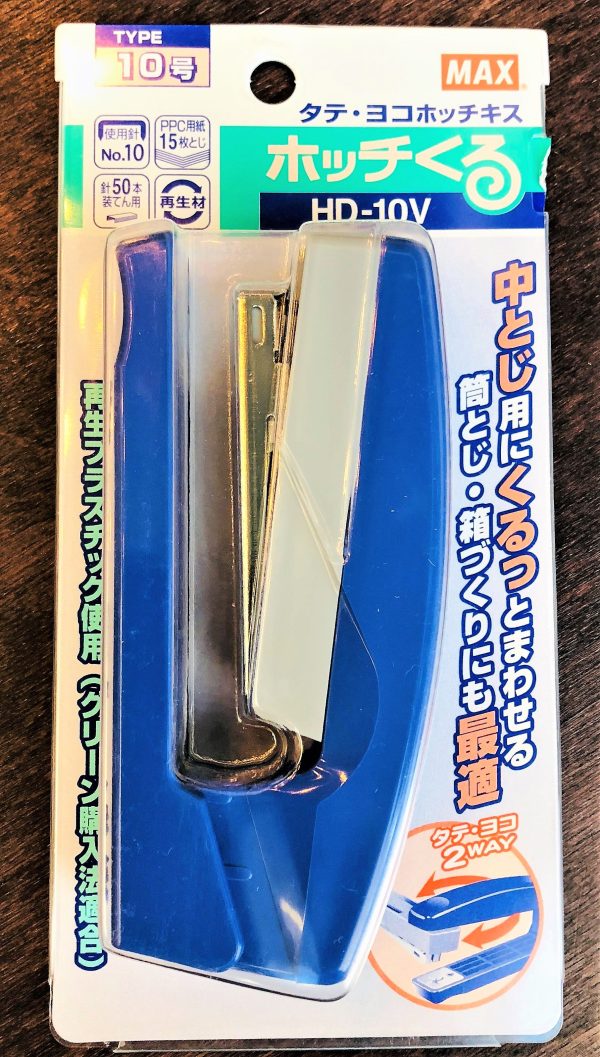 TYPE
10号
MAX
タテ・ヨコホッチキス
ホッチくる
HD-10V
使用針
No.10
PPC用紙
15枚とじ
針50本
装てん用
再生材
中とじ用にくるっとまわせる
筒とじ・箱づくりにも最適
再生プラスチック使用(グリーン購入法適合)
タテ・ヨコ
2WAY